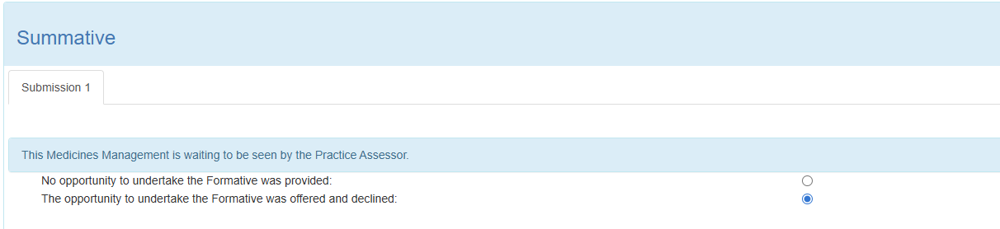 Summative
Submission 1
This Medicines Management is waiting to be seen by the Practice Assessor.
No opportunity to undertake the Formative was provided:
The opportunity to undertake the Formative was offered and declined: